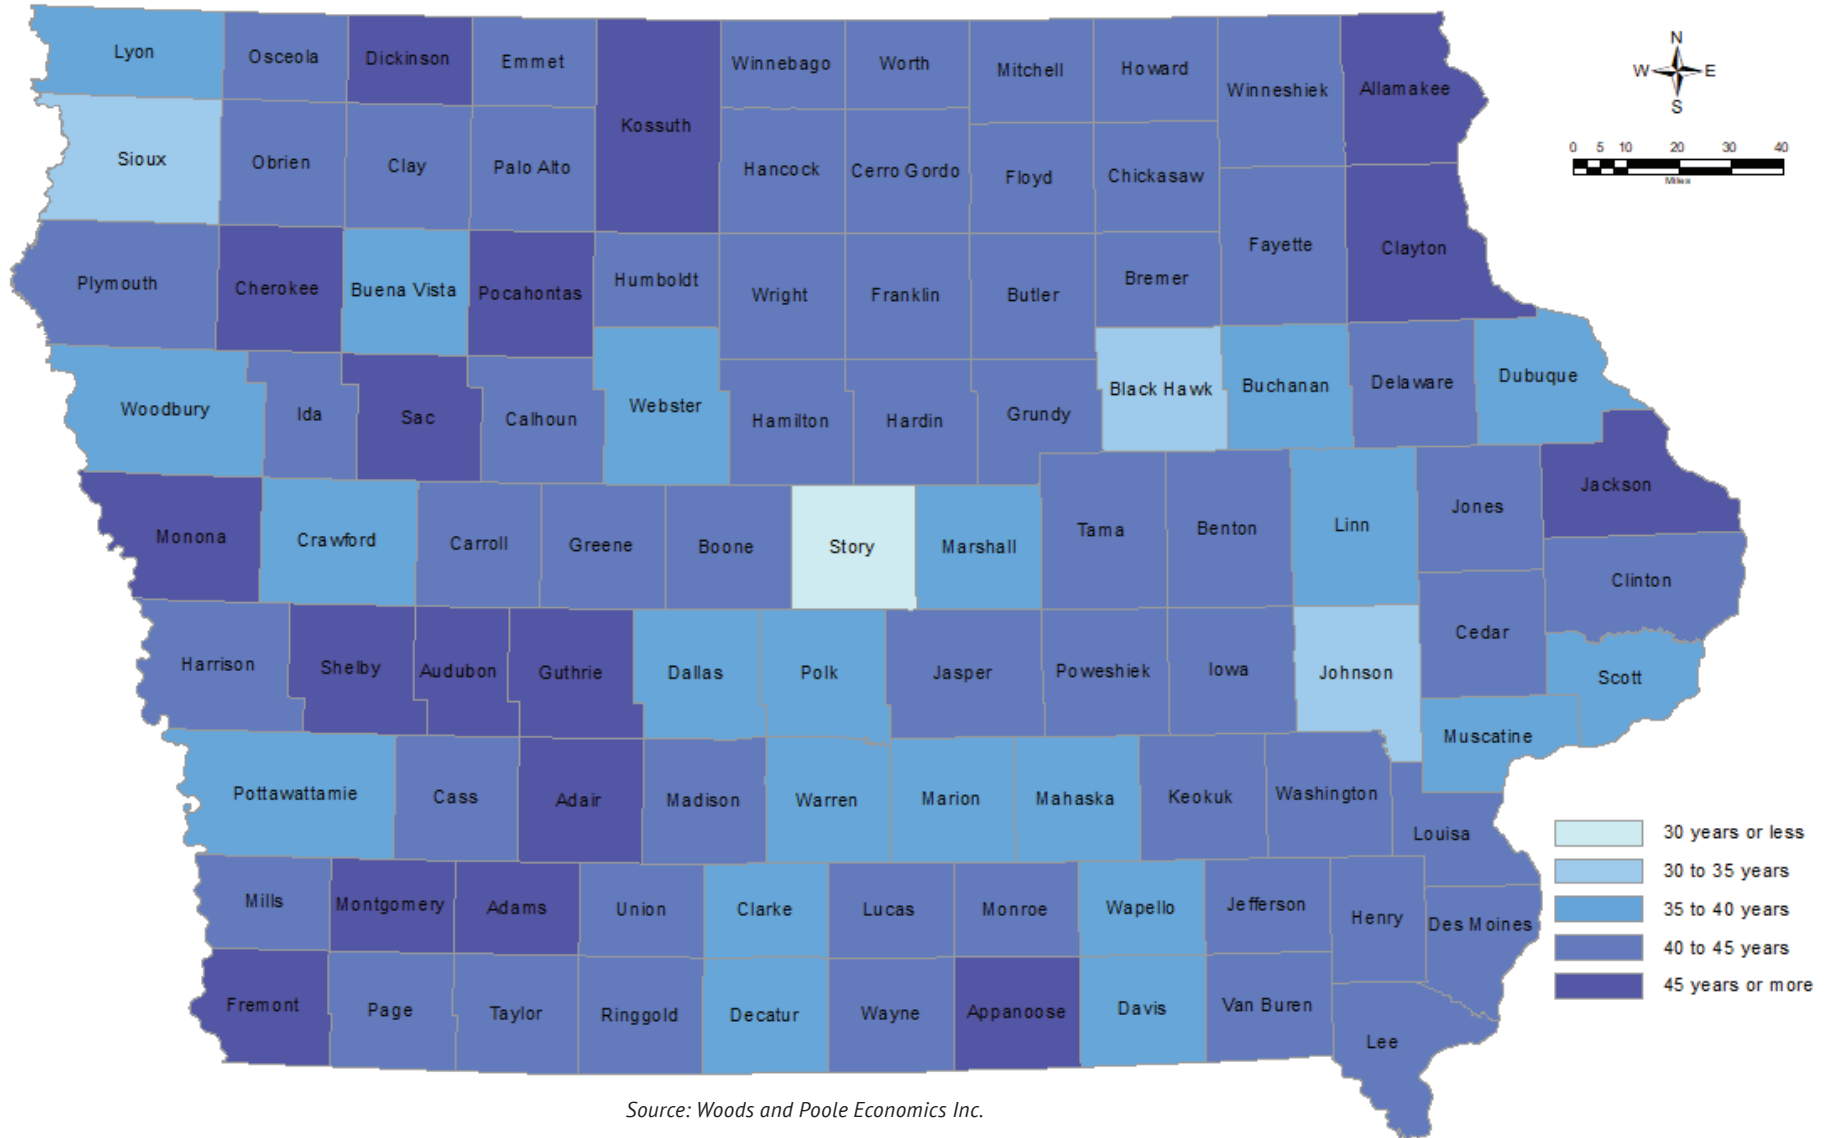 Lyon
Osceola
Dickinson
Emmet
Kossuth
Winnebago
Worth
Mitchell
Howard
Winneshiek
Allamakee
N
W E
S
0 5 10 20 30 40
Miles
Sioux
Obrien
Clay
Palo Alto
Hancock
Cerro Gordo
Floyd
Chickasaw
Fayette
Clayton
Plymouth
Cherokee
Buena Vista
Pocahontas
Humboldt
Wright
Franklin
Butler
Bremer
Woodbury
Ida
Sac
Calhoun
Webster
Hamilton
Hardin
Grundy
Black Hawk
Buchanan
Delaware
Dubuque
Monona
Crawford
Carroll
Greene
Boone
Story
Marshall
Tama
Benton
Linn
Jones
Jackson
Clinton
Harrison
Shelby
Audubon
Guthrie
Dallas
Polk
Jasper
Poweshiek
Iowa
Johnson
Cedar
Scott
Muscatine
Pottawattamie
Cass
Adair
Madison
Warren
Marion
Mahaska
Keokuk
Washington
Louisa
Mills
Montgomery
Adams
Union
Clarke
Lucas
Monroe
Wapello
Jefferson
Henry
Des Moines
Fremont
Page
Taylor
Ringgold
Decatur
Wayne
Appanoose
Davis
Van Buren
Lee
30 years or less
30 to 35 years
35 to 40 years
40 to 45 years
45 years or more
Source: Woods and Poole Economics Inc.